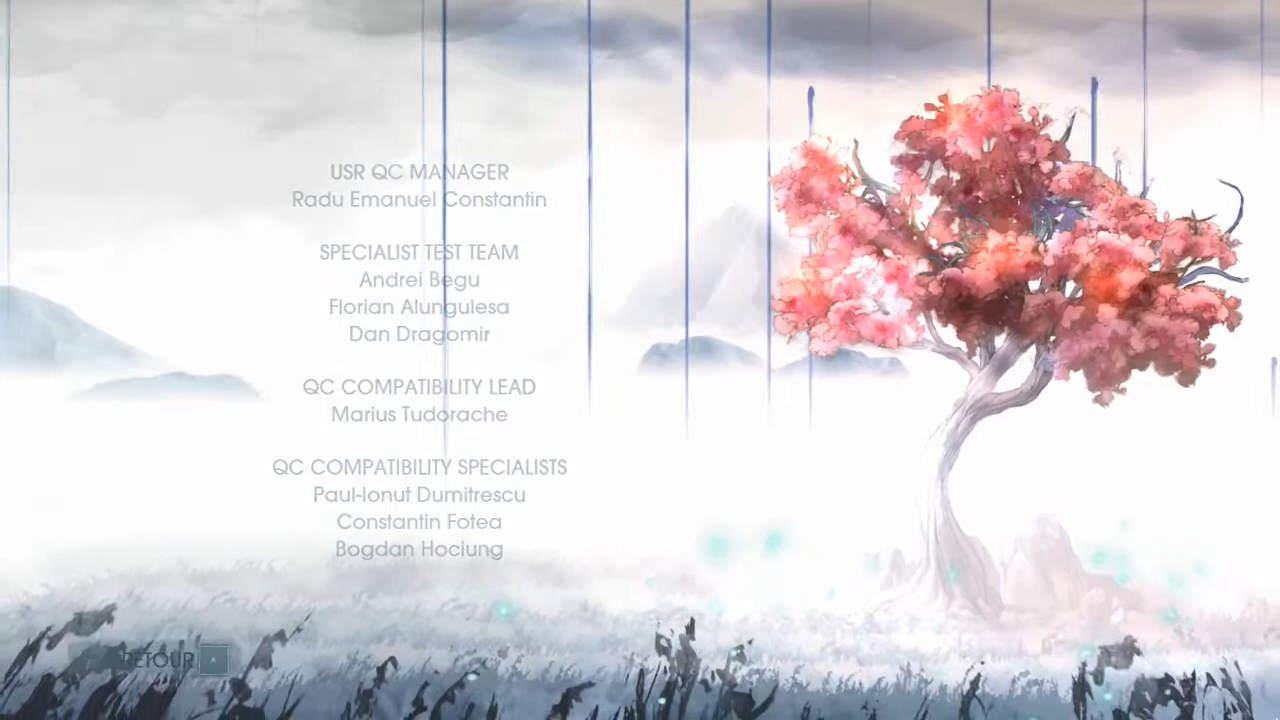 USR QC MANAGER
Radu Emanuel Constantin
SPECIALIST TEST TEAM
Andrei Begu
Florian Alungulesa
Dan Dragomir
QC COMPATIBILITY LEAD
Marius Tudorache
QC COMPATIBILITY SPECIALISTS
Paul-Ionut Dumitrescu
Constantin Fotea
Bogdan Hociung
RETOUR